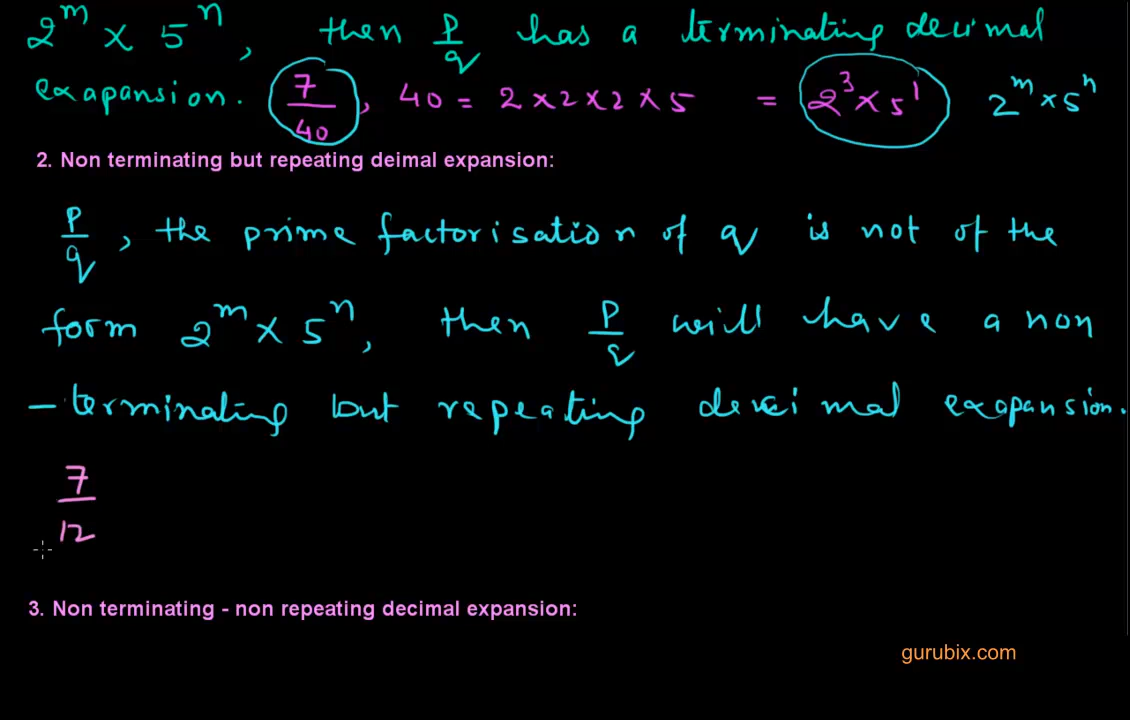 2^m × 5^n, then p/q has a terminating decimal
exapansion. 7/40, 40 = 2 × 2 × 2 × 5 = 2^3 × 5^1 2^m × 5^n
2. Non terminating but repeating deimal expansion:
p/q, the prime factorisation of q is not of the
form 2^m × 5^n, then p/q will have a non
- terminating but repeating decimal exapansion.
7/12
3. Non terminating - non repeating decimal expansion:
gurubix.com